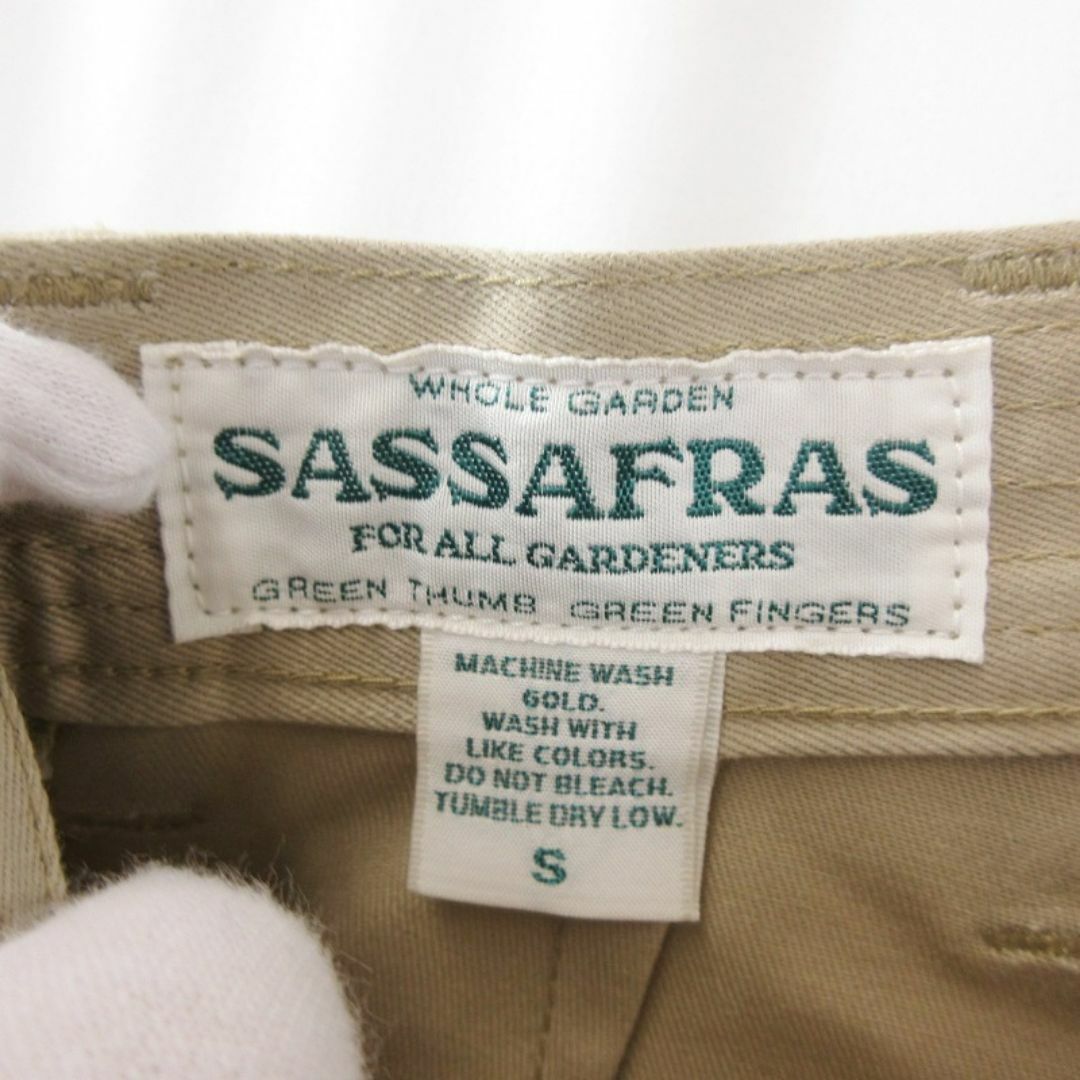 WHOLE GARDEN
SASSAFRAS
FOR ALL GARDENERS
GREEN THUMB GREEN FINGERS
MACHINE WASH
GOLD.
WASH WITH
LIKE COLORS.
DO NOT BLEACH.
TUMBLE DRY LOW.
S